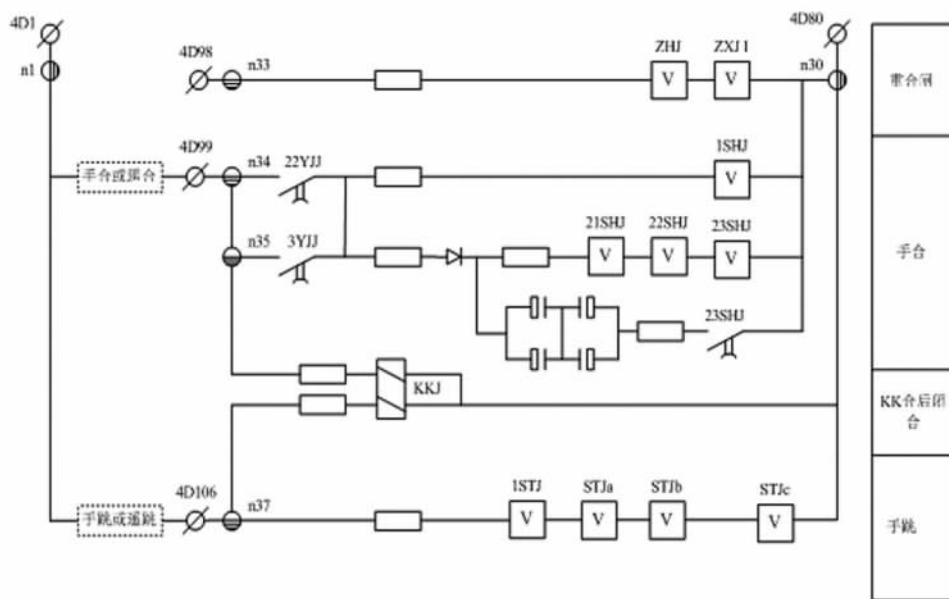 4D1
4D80
n1
4D98
n33
ZHJ
ZXJ1
n30
重合闸
手合或遥合
4D99
n34
22YJJ
1SHJ
V
V
V
n35
3YJJ
21SHJ
22SHJ
23SHJ
V
V
V
手合
23SHJ
KKJ
KK合后闭
合
手跳或遥跳
4D106
n37
1STJ
STJa
STJb
STJc
V
V
V
V
手跳